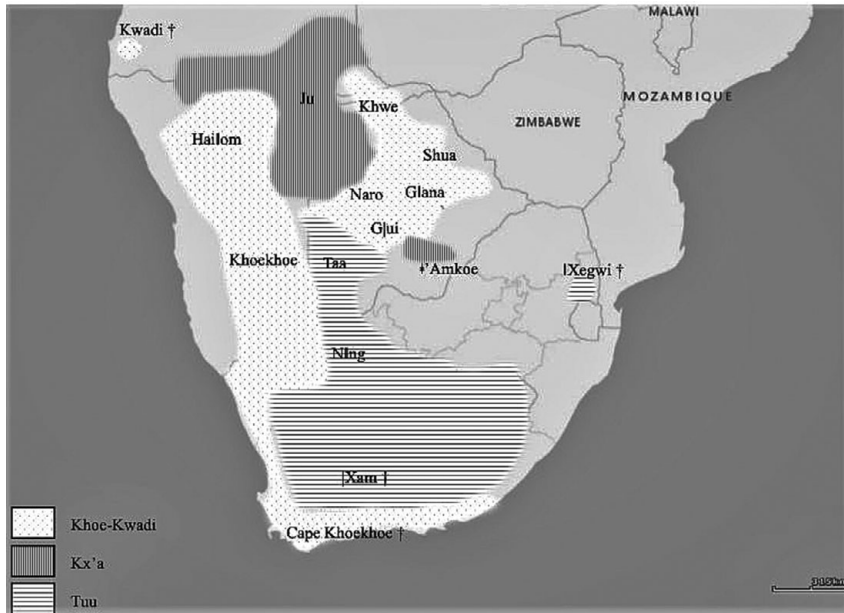 Kwadi †
MALAWI
Ju
MOZAMBIQUE
Khwe
ZIMBABWE
Hailom
Shua
Naro
Glana
G|ui
Khoekhoe
Taa
ǂ’Amkoe
|Xegwi †
Nlng
|Xam †
Cape Khoekhoe †
Khoe-Kwadi
Kx’a
Tuu